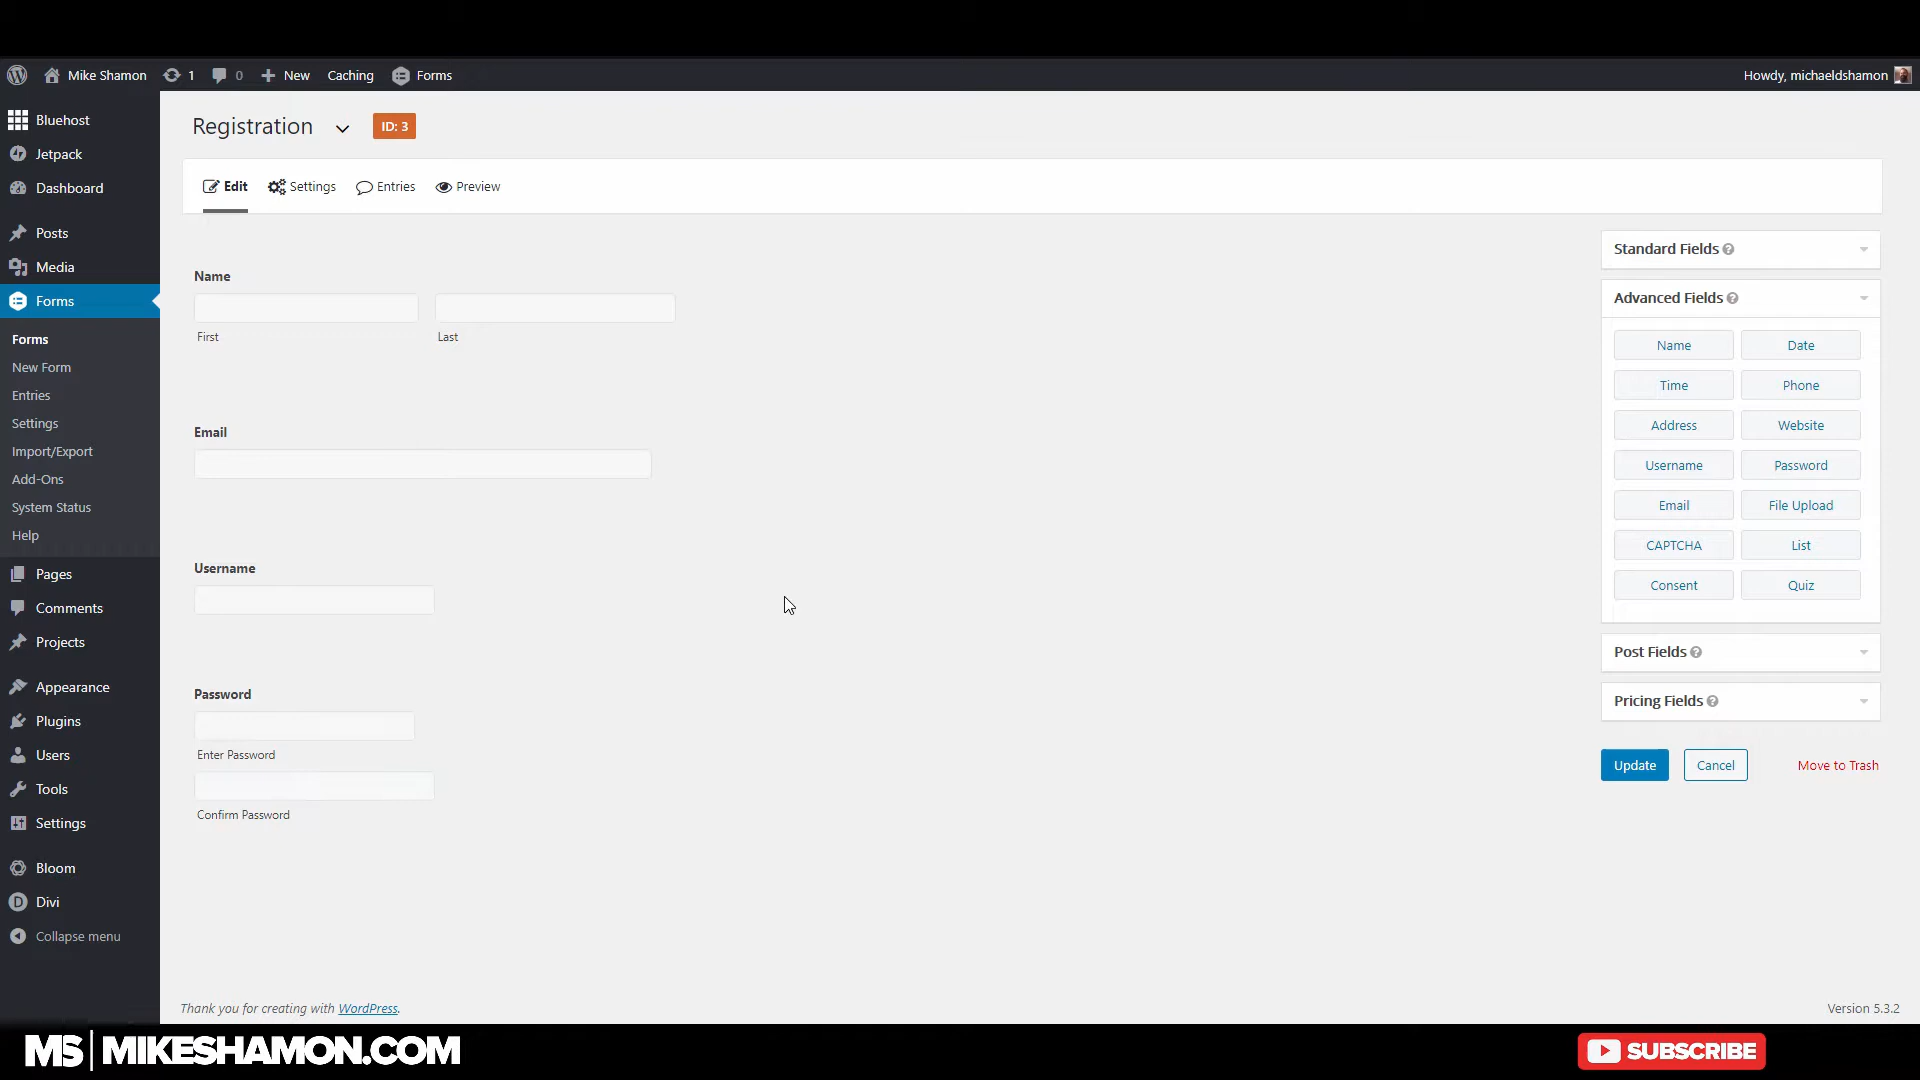 Mike Shamon 1 0 New Caching Forms Howdy, michaeldshamon
Bluehost
Jetpack
Dashboard
Posts
Media
Forms
Forms
New Form
Entries
Settings
Import/Export
Add-Ons
System Status
Help
Pages
Comments
Projects
Appearance
Plugins
Users
Tools
Settings
Bloom
Divi
Collapse menu
Registration ID: 3
Edit Settings Entries Preview
Name
First Last
Email
Username
Password
Enter Password
Confirm Password
Standard Fields
Advanced Fields
Name Date
Time Phone
Address Website
Username Password
Email File Upload
CAPTCHA List
Consent Quiz
Post Fields
Pricing Fields
Update Cancel Move to Trash
Thank you for creating with WordPress. Version 5.3.2
MS | MIKESHAMON.COM SUBSCRIBE